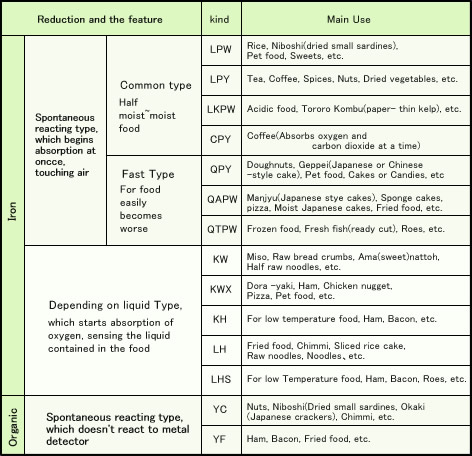 Reduction and the feature
kind
Main Use
Iron
Spontaneous
reacting type,
which begins
absorption at
oncce,
touching air
Common type
Half
moist~moist
food
LPW
Rice, Niboshi(dried small sardines),
Pet food, Sweets, etc.
LPY
Tea, Coffee, Spices, Nuts, Dried vegetables, etc.
LKPW
Acidic food, Tororo Kombu(paper- thin kelp), etc.
CPY
Coffee(Absorbs oxygen and
carbon dioxide at a time)
Fast Type
For food
easily
becomes
worse
QPY
Doughnuts, Geppei(Japanese or Chinese
-style cake), Pet food, Cakes or Candies, etc
QAPW
Manjyu(Japanese stye cakes), Sponge cakes,
pizza, Moist Japanese cakes, Fried food, etc.
QTPW
Frozen food, Fresh fish(ready cut), Roes, etc.
Depending on liquid Type,
which starts absorption of
oxygen, sensing the liquid
contained in the food
KW
Miso, Raw bread crumbs, Ama(sweet)nattoh,
Half raw noodles, etc.
KWX
Dora -yaki, Ham, Chicken nugget,
Pizza, Pet food, etc.
KH
For low temperature food, Ham, Bacon, etc.
LH
Fried food, Chimmi, Sliced rice cake,
Raw noodles, Noodles、 etc.
LHS
For low Temperature food, Ham, Bacon, Roes, etc.
Organic
Spontaneous reacting type,
which doesn't react to metal
detector
YC
Nuts, Niboshi(Dried small sardines, Okaki
(Japanese crackers), Chimmi, etc.
YF
Ham, Bacon, Fried food, etc.